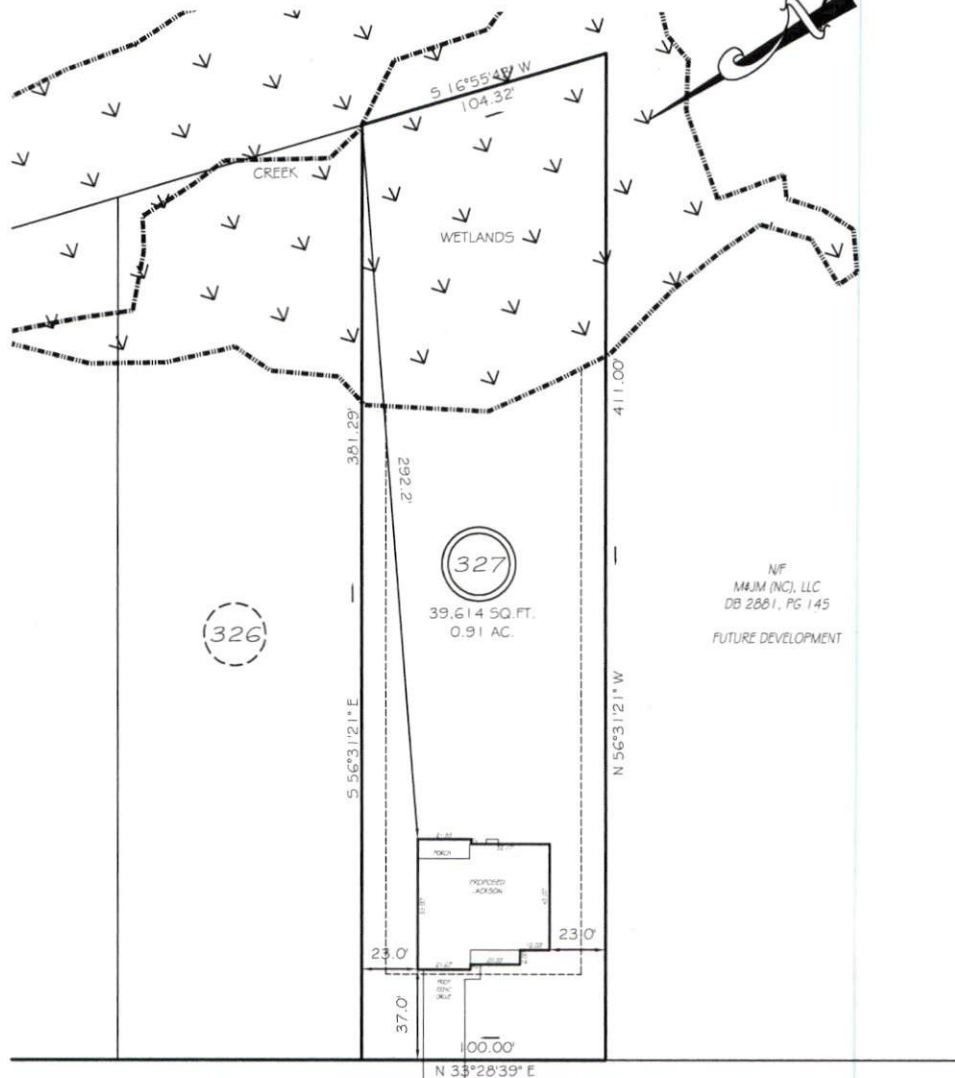 S 16°55'48" W
104.32'
CREEK
WETLANDS
381.29'
411.00'
292.2'
327
39,614 SQ.FT.
0.91 AC.
326
N/F
M&JM (NC), LLC
DB 2881, PG 145
FUTURE DEVELOPMENT
S 56°31'21" E
N 56°31'21" W
PORCH
PROPOSED
JACKSON
23.0'
23.0'
37.0'
100.00'
N 33°28'39" E